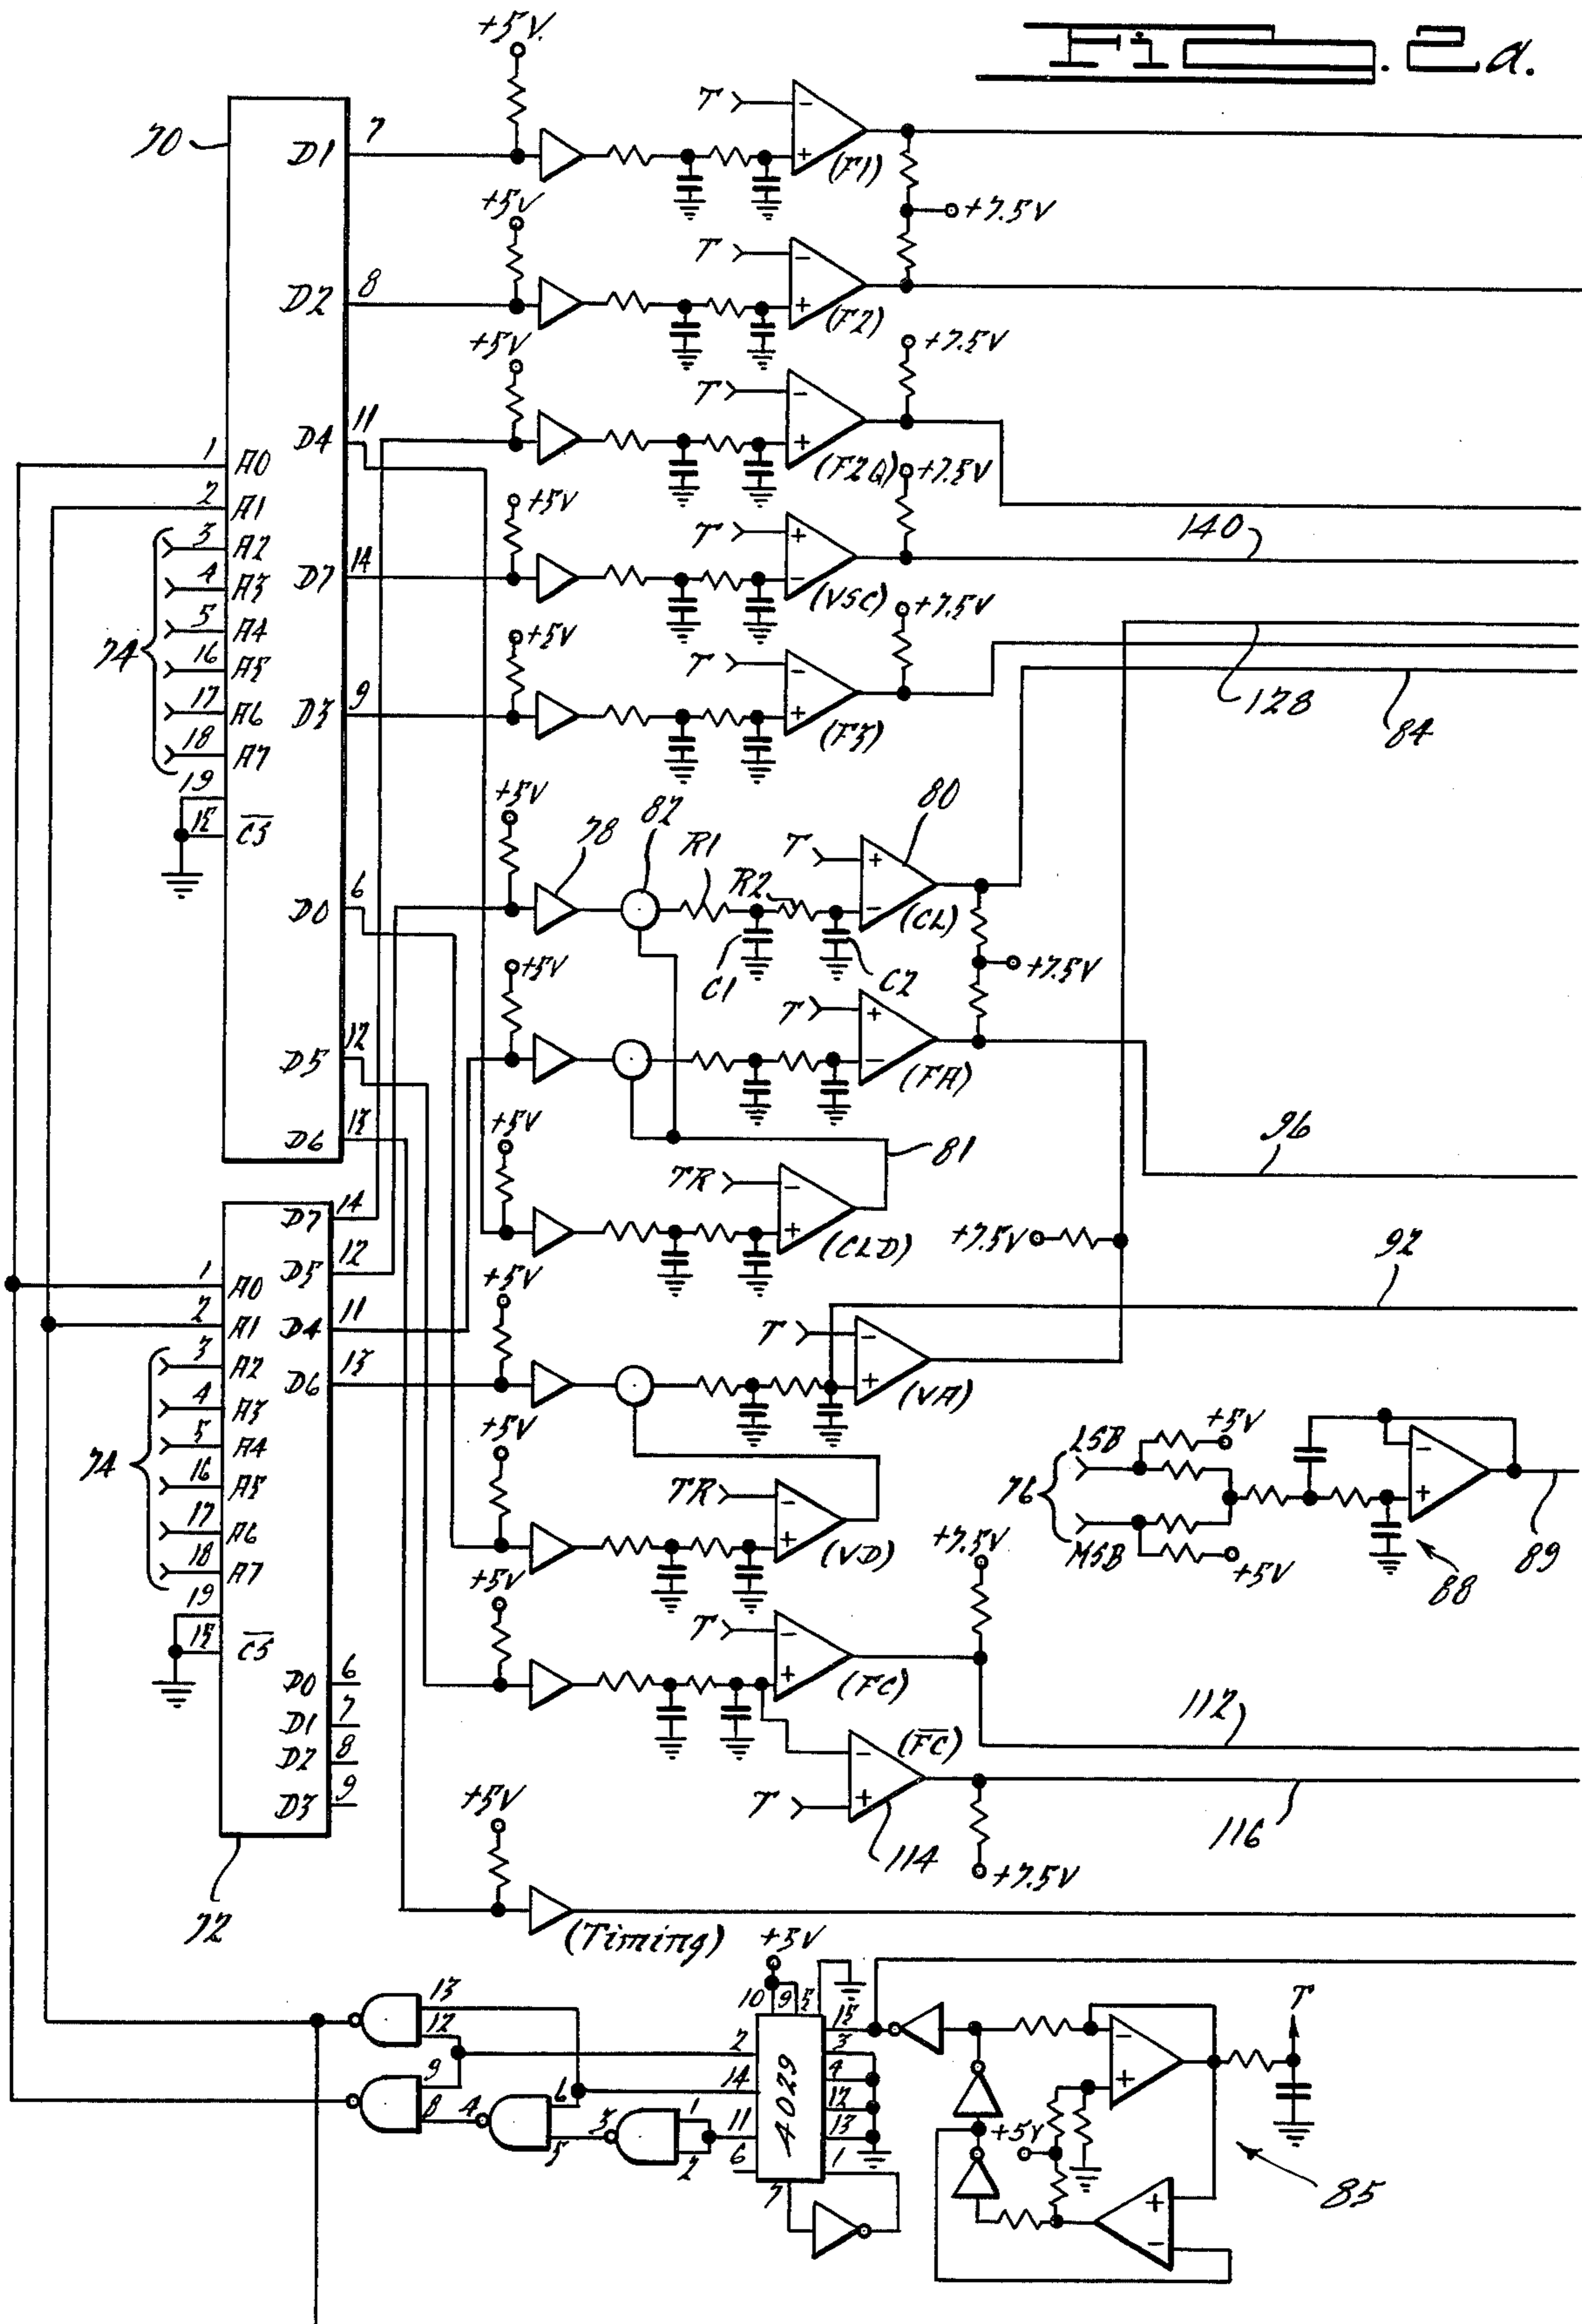 Fig. 2a.
+5V.
70
D1
7
T
-
+
(F1)
+7.5V
+5V
D2
8
T
-
+
(F2)
+5V
+7.5V
D4
11
T
-
+
(F2Q)
+7.5V
1
A0
2
A1
3
A2
4
A3
5
A4
16
A5
17
A6
18
A7
19
15
C̅S̅
74
+5V
D7
14
T
+
-
(VSC)
140
+7.5V
+5V
D3
9
T
-
+
(F3)
128
84
+5V
78
82
R1
R2
C1
C2
T
+
-
80
(CL)
D0
6
+7.5V
+5V
T
+
-
(FA)
D5
12
D6
13
96
+5V
TR
-
+
(CLD)
81
D7
14
D5
12
D4
11
D6
13
+7.5V
92
1
A0
2
A1
3
A2
4
A3
5
A4
16
A5
17
A6
18
A7
19
15
C̅S̅
74
+5V
T
-
+
(VA)
+5V
TR
-
+
(VD)
76
LSB
MSB
+5V
+5V
-
+
88
89
+5V
+7.5V
T
-
+
(FC)
112
D0
6
D1
7
D2
8
D3
9
(F̅C̅)
-
T
+
114
116
+7.5V
72
+5V
(Timing)
+5V
10
9
5
13
12
2
15
3
4
12
13
1
14
11
6
7
4029
9
8
4
6
5
3
1
2
-
+
T
+5V
+
-
85